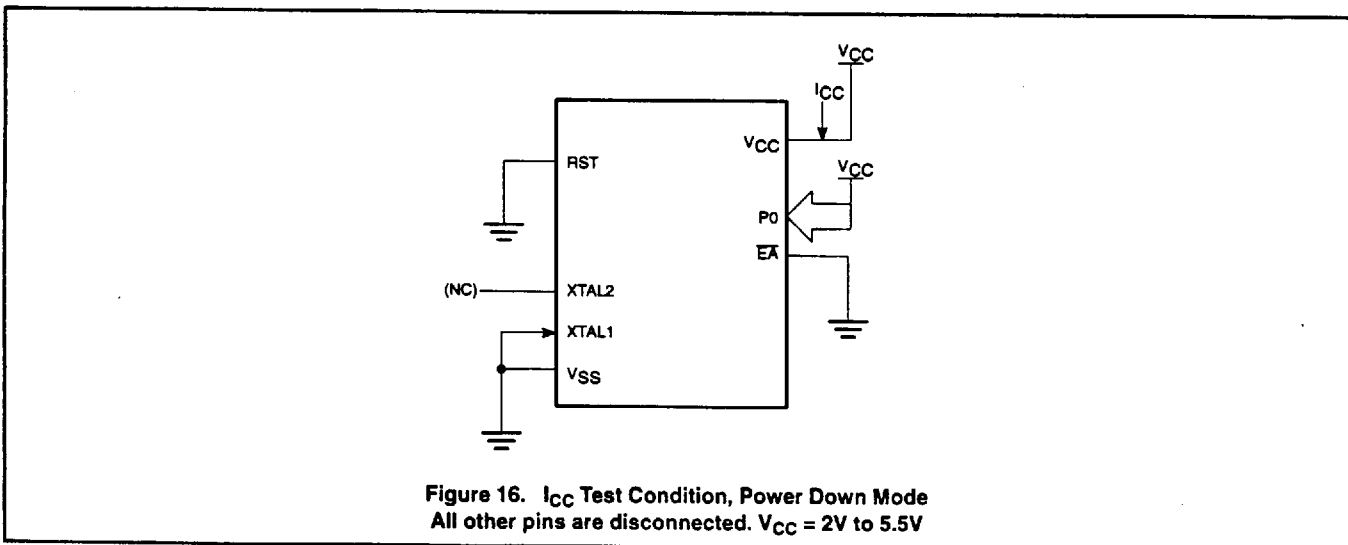 VCC
ICC
VCC
RST
VCC
P0
EA
(NC)
XTAL2
XTAL1
VSS
Figure 16. ICC Test Condition, Power Down Mode
All other pins are disconnected. VCC = 2V to 5.5V